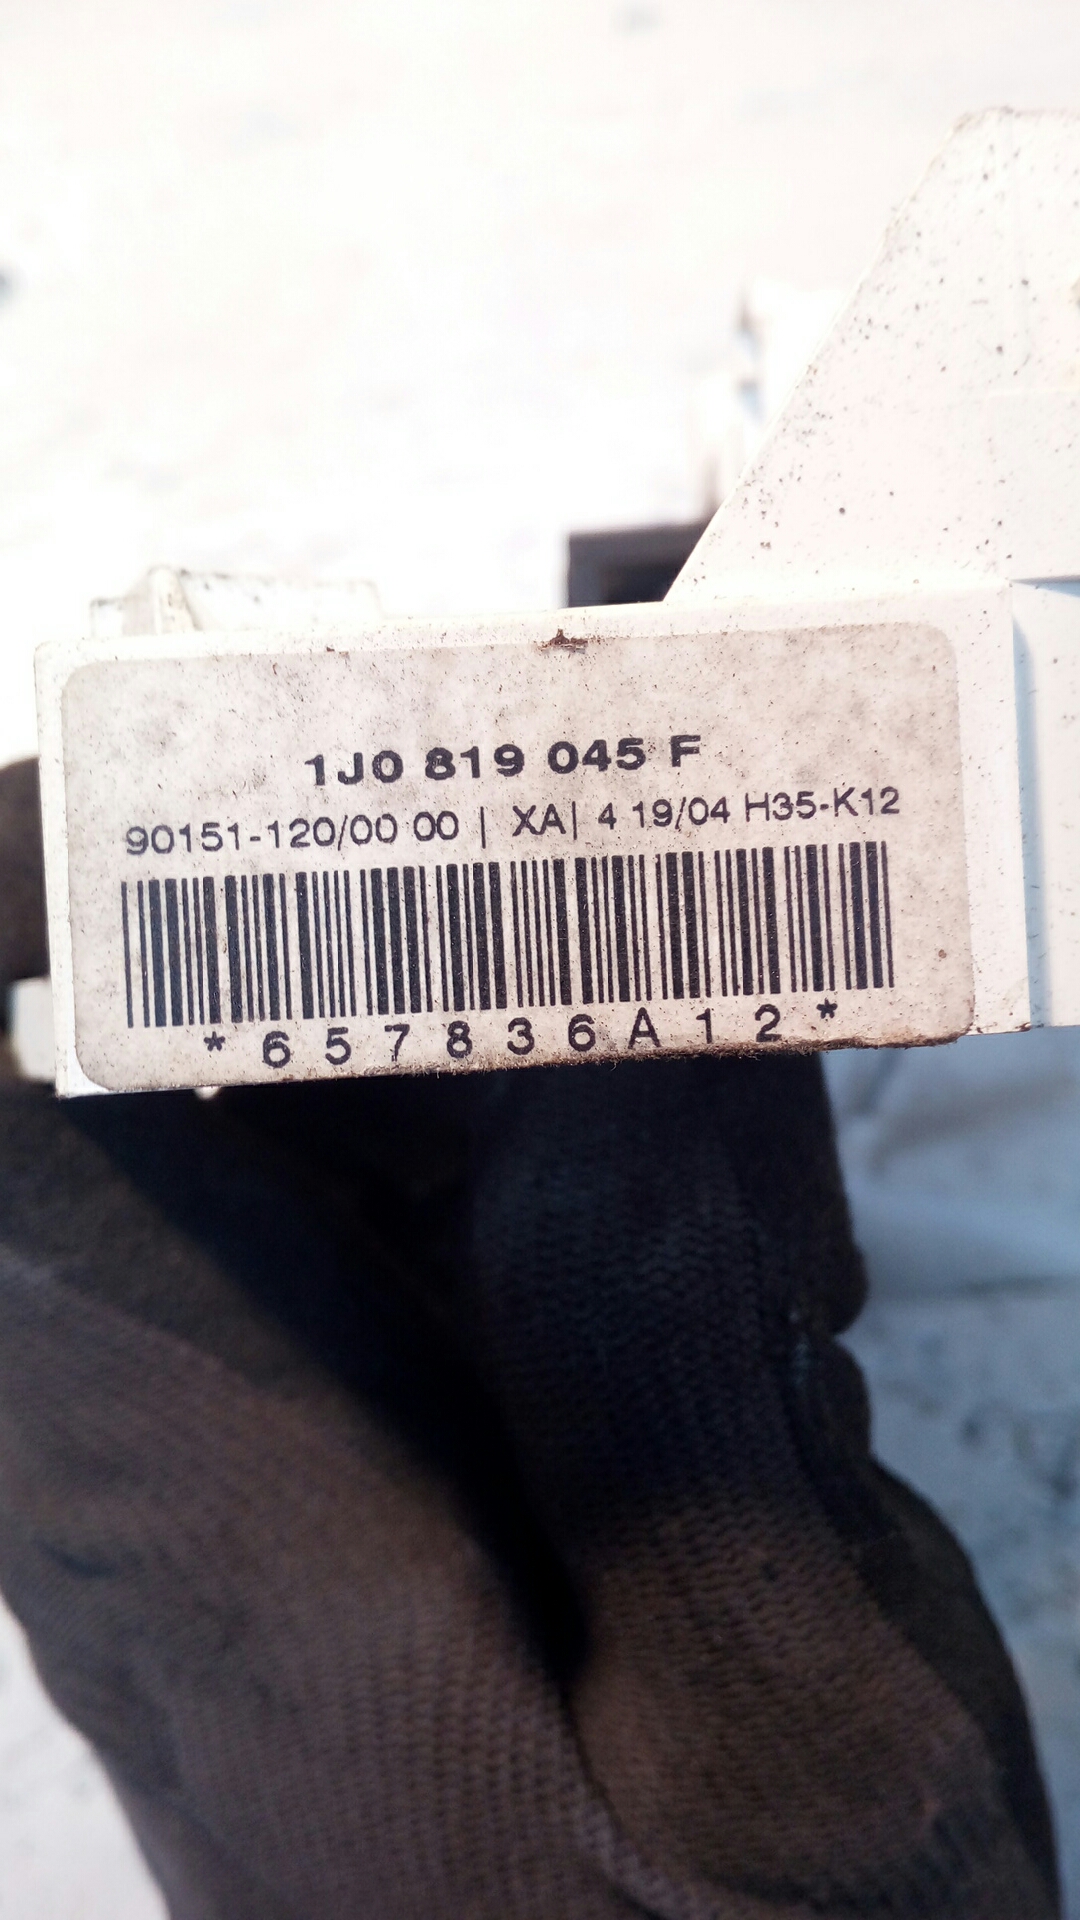 1J0 819 045 F
90151-120/00 00 | XA| 4 19/04 H35-K12
*657836A12*